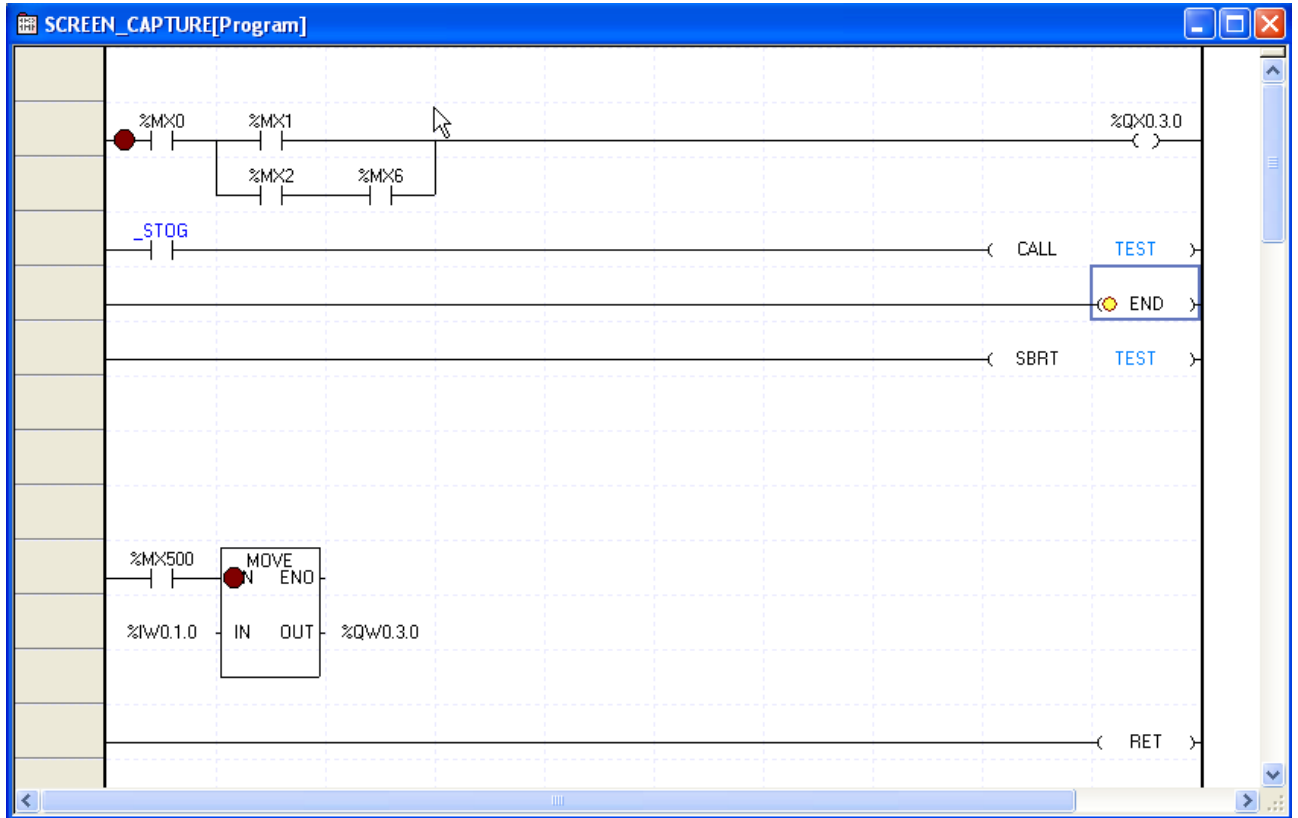 SCREEN_CAPTURE[Program]
%MX0 %MX1 %QX0.3.0
%MX2 %MX6
_STOG
CALL TEST
END
SBRT TEST
%MX500 MOVE
N ENO
%IW0.1.0 IN OUT %QW0.3.0
RET